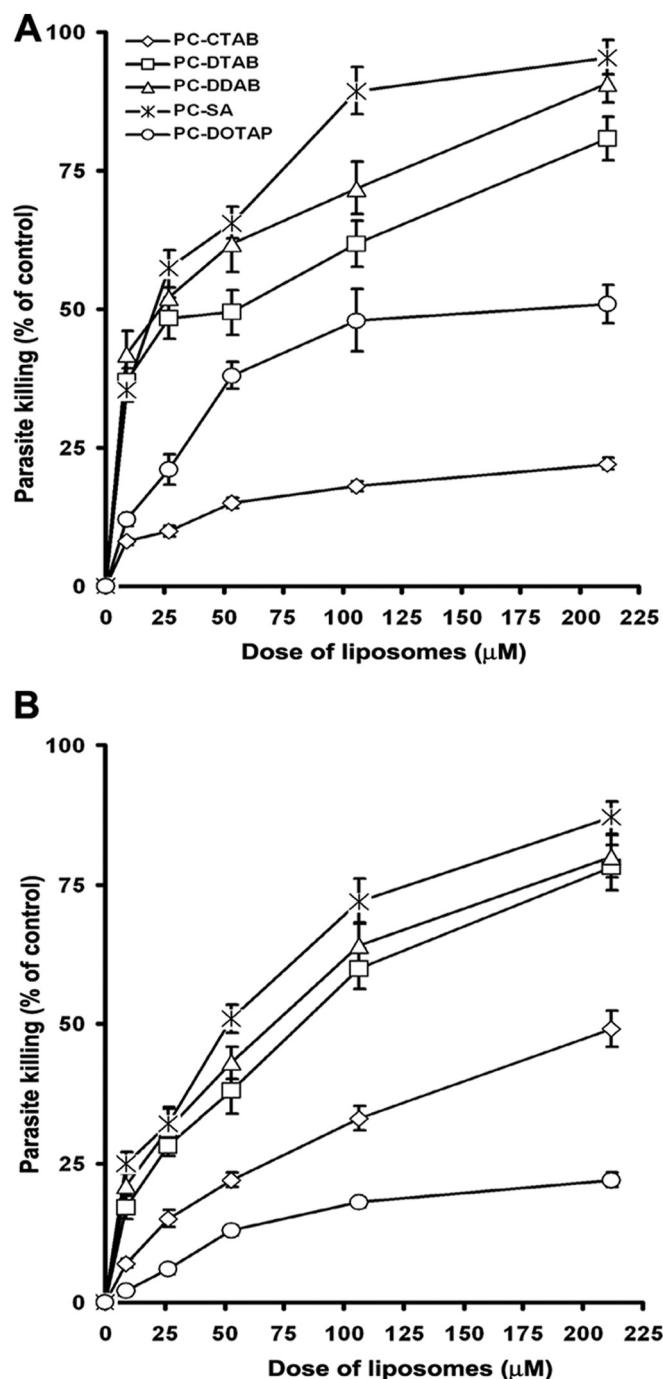 A
100
75
50
25
0
Parasite killing (% of control)
PC-CTAB
PC-DTAB
PC-DDAB
PC-SA
PC-DOTAP
0 25 50 75 100 125 150 175 200 225
Dose of liposomes (µM)
B
100
75
50
25
0
Parasite killing (% of control)
0 25 50 75 100 125 150 175 200 225
Dose of liposomes (µM)